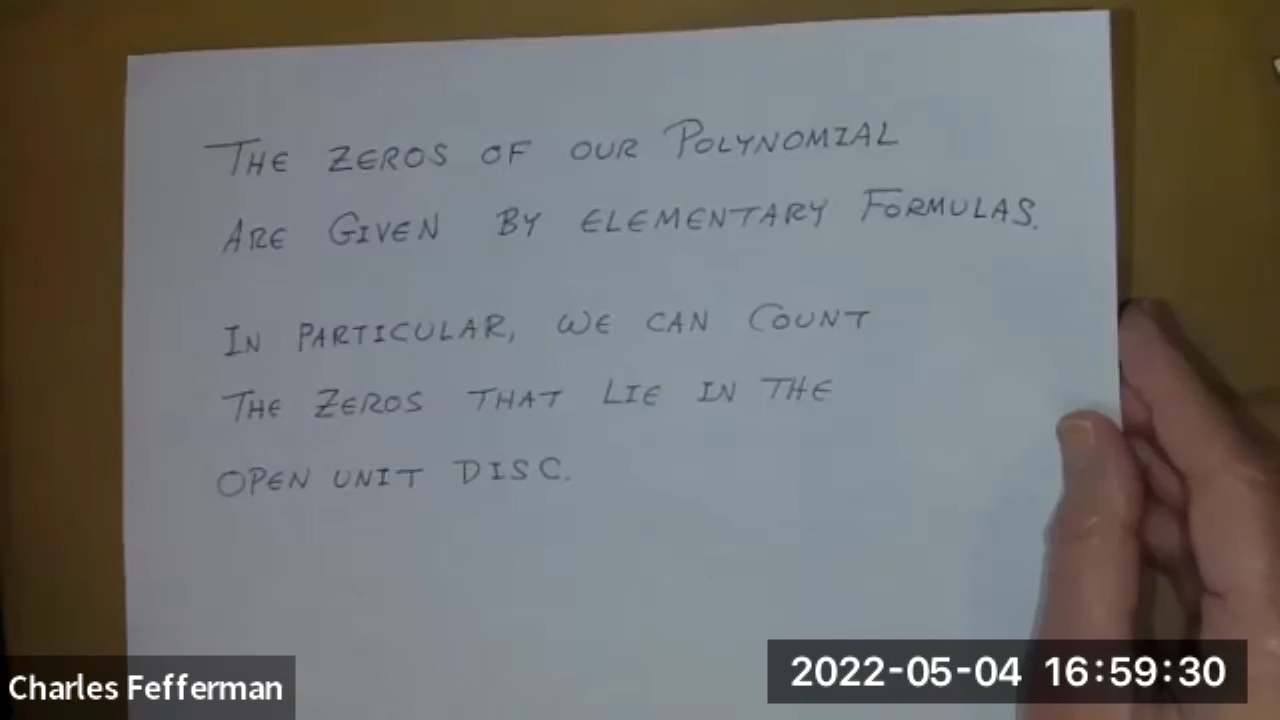 THE ZEROS OF OUR POLYNOMIAL
ARE GIVEN BY ELEMENTARY FORMULAS.
IN PARTICULAR, WE CAN COUNT
THE ZEROS THAT LIE IN THE
OPEN UNIT DISC.
Charles Fefferman
2022-05-04 16:59:30